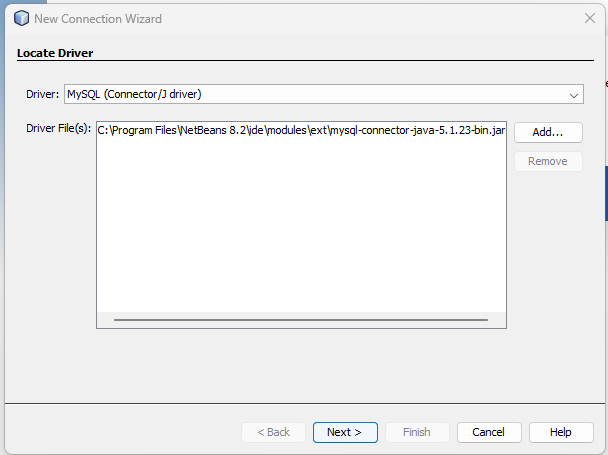 New Connection Wizard
Locate Driver
Driver: MySQL (Connector/J driver)
Driver File(s): C:\Program Files\NetBeans 8.2\ide\modules\ext\mysql-connector-java-5.1.23-bin.jar
Add...
Remove
< Back Next > Finish Cancel Help